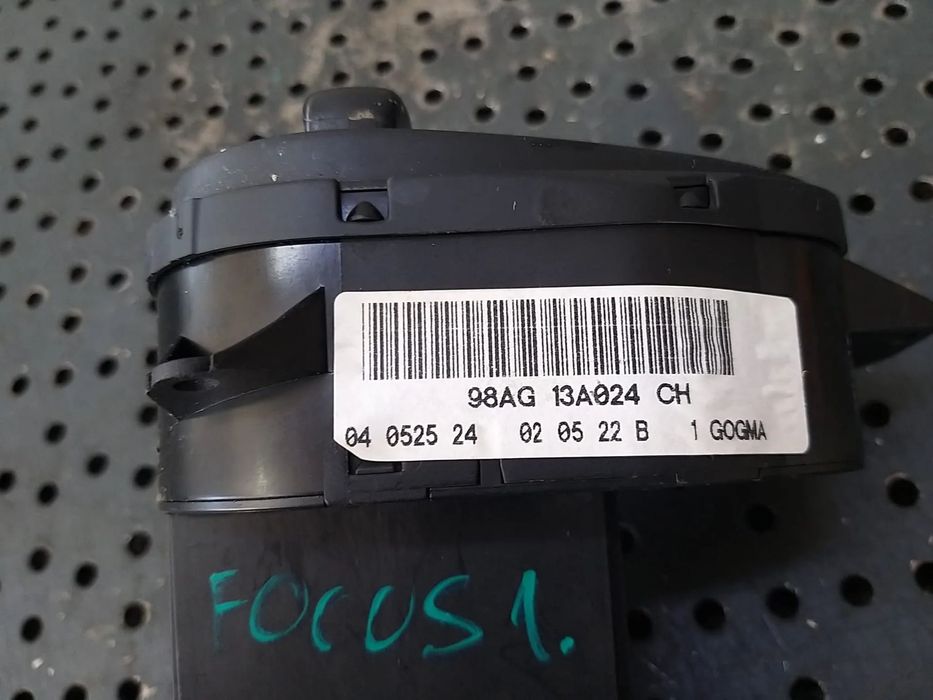 98AG 13A024 CH
04 0525 24 02 05 22 B 1 GOGMA
FOCUS 1.